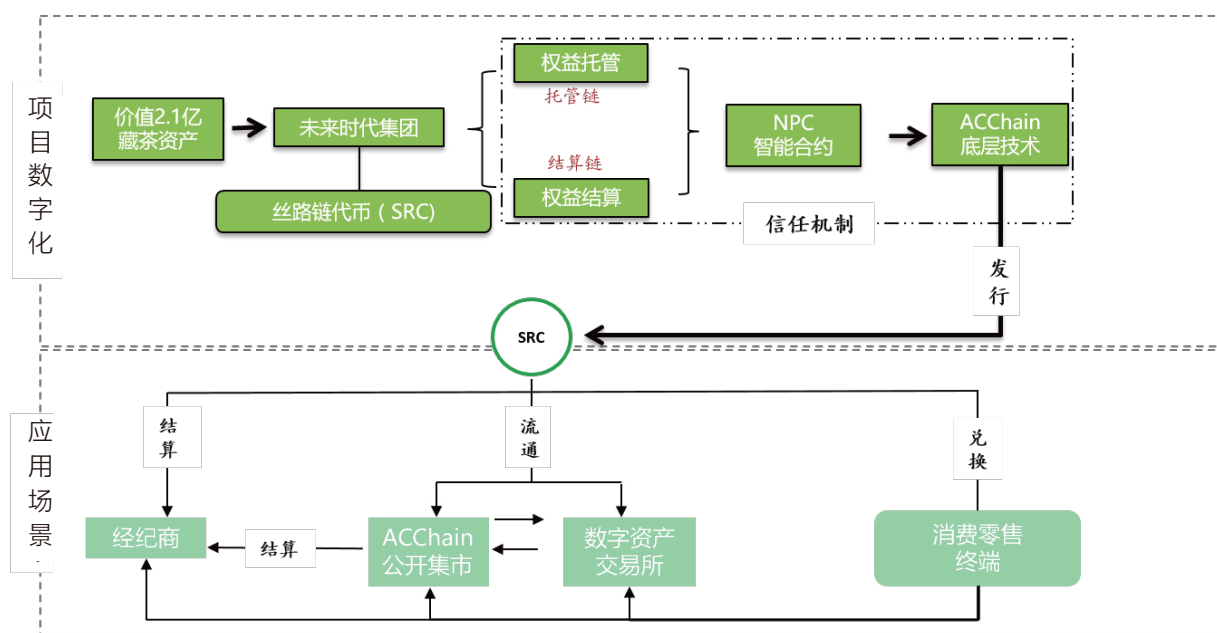 项目数字化
价值2.1亿
藏茶资产
未来时代集团
丝路链代币（SRC)
权益托管
托管链
结算链
权益结算
NPC
智能合约
ACChain
底层技术
信任机制
发行
SRC
应用场景
结算
流通
兑换
经纪商
结算
ACChain
公开集市
数字资产
交易所
消费零售
终端